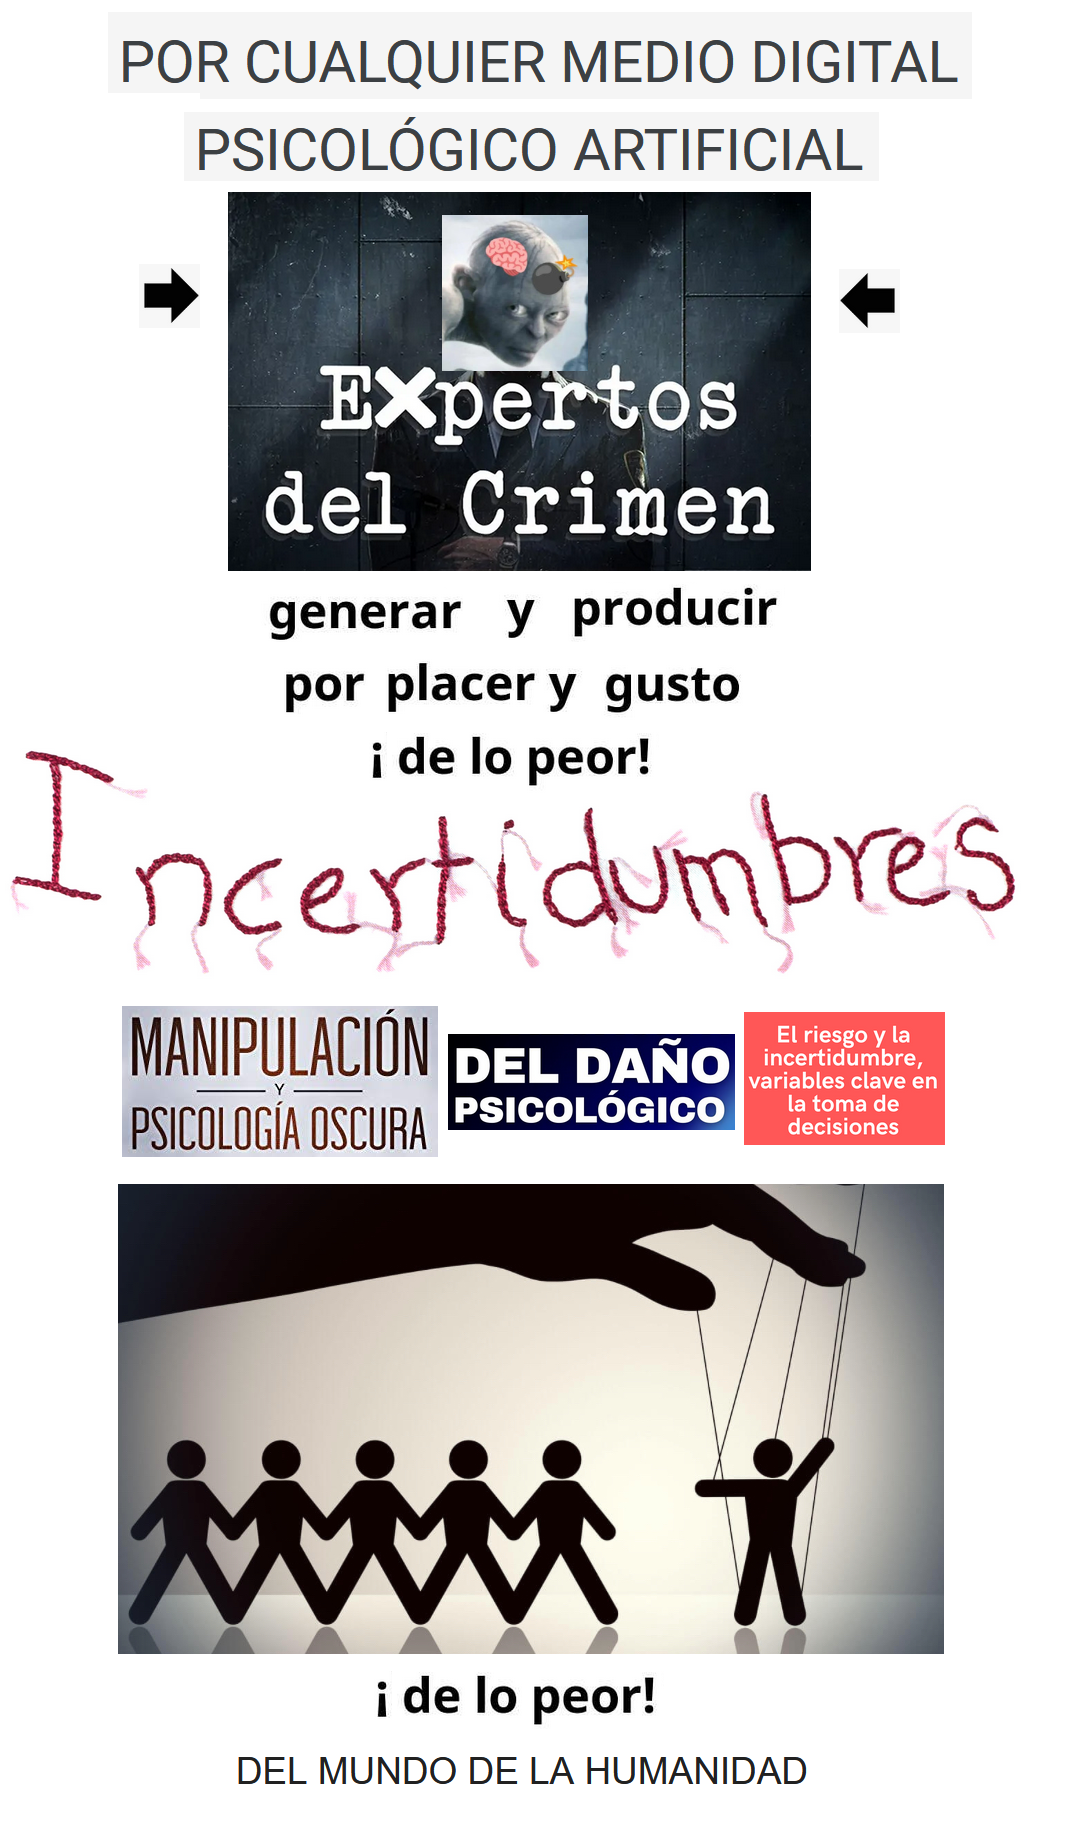 POR CUALQUIER MEDIO DIGITAL
PSICOLÓGICO ARTIFICIAL
Expertos
del Crimen
generar y producir
por placer y gusto
¡ de lo peor!
Incertidumbres
MANIPULACIÓN
Y
PSICOLOGÍA OSCURA
DEL DAÑO
PSICOLÓGICO
El riesgo y la
incertidumbre,
variables clave en
la toma de
decisiones
¡ de lo peor!
DEL MUNDO DE LA HUMANIDAD